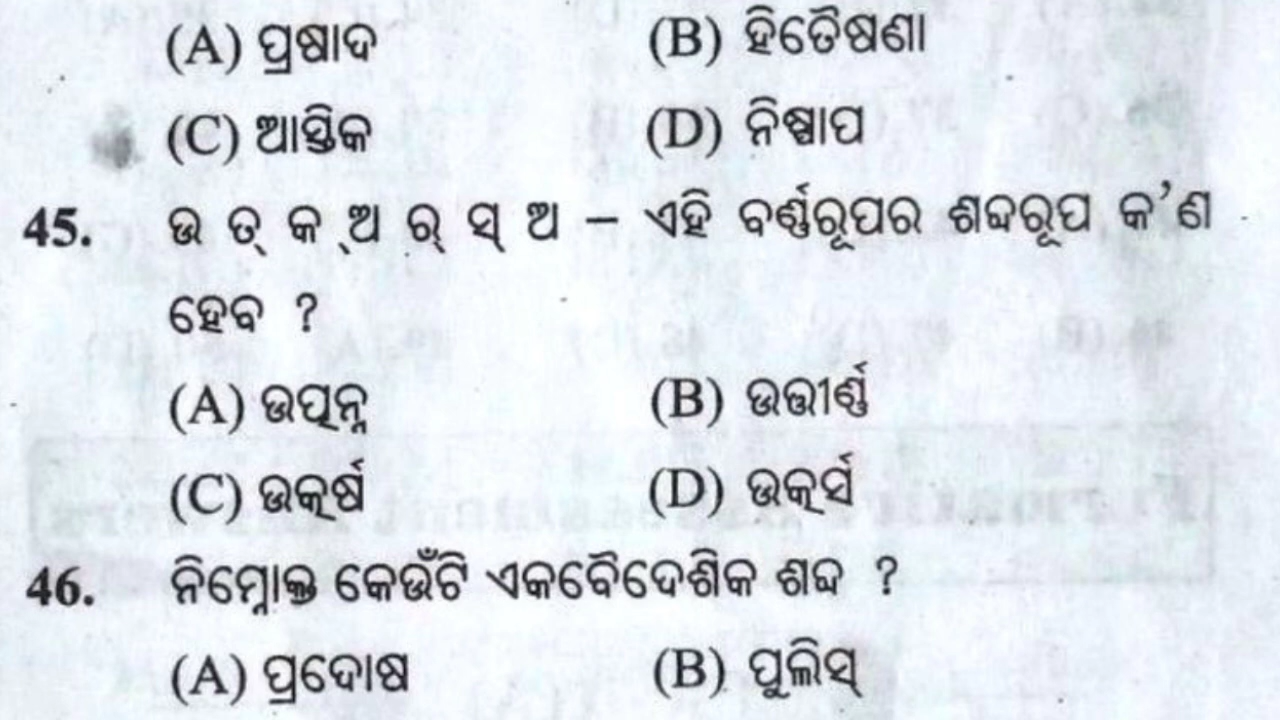 (A) ପ୍ରଷାଦ (B) ହିତୈଷଣା
(C) ଆସ୍ତିକ (D) ନିଷ୍ପାପ
45. ଉ ତ୍ କ୍ ଅ ର୍ ସ୍ ଅ – ଏହି ବର୍ଣ୍ଣରୂପର ଶବ୍ଦରୂପ କ'ଣ
ହେବ ?
(A) ଉତ୍ପନ୍ନ (B) ଉତ୍ତୀର୍ଣ୍ଣ
(C) ଉତ୍କର୍ଷ (D) ଉତ୍କର୍ସ
46. ନିମ୍ନୋକ୍ତ କେଉଁଟି ଏକବୈଦେଶିକ ଶବ୍ଦ ?
(A) ପ୍ରଦୋଷ (B) ପୁଲିସ୍